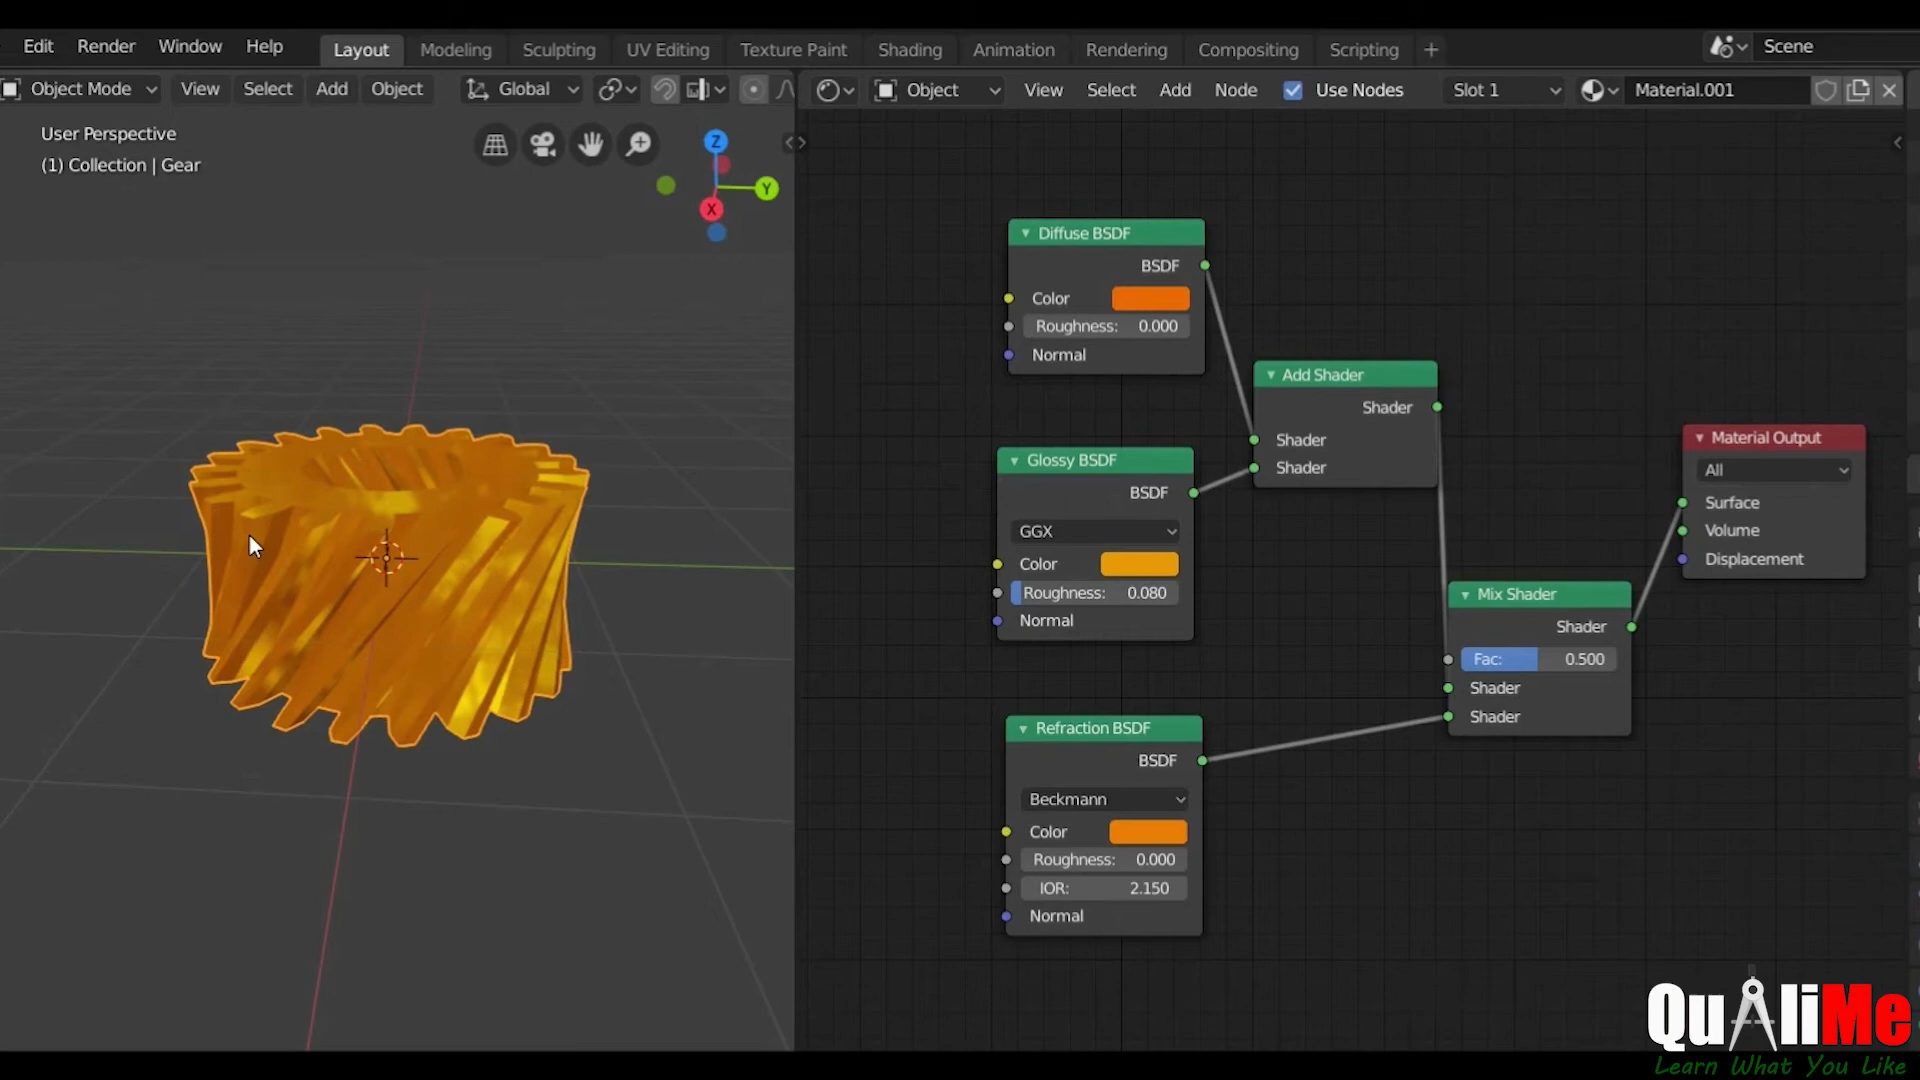 Edit Render Window Help Layout Modeling Sculpting UV Editing Texture Paint Shading Animation Rendering Compositing Scripting + Scene
Object Mode View Select Add Object Global Object View Select Add Node Use Nodes Slot 1 Material.001
User Perspective
(1) Collection | Gear
Z
Y
X
Diffuse BSDF
BSDF
Color
Roughness: 0.000
Normal
Glossy BSDF
BSDF
GGX
Color
Roughness: 0.080
Normal
Refraction BSDF
BSDF
Beckmann
Color
Roughness: 0.000
IOR: 2.150
Normal
Add Shader
Shader
Shader
Shader
Mix Shader
Shader
Fac: 0.500
Shader
Shader
Material Output
All
Surface
Volume
Displacement
QuAliMe
Learn What You Like